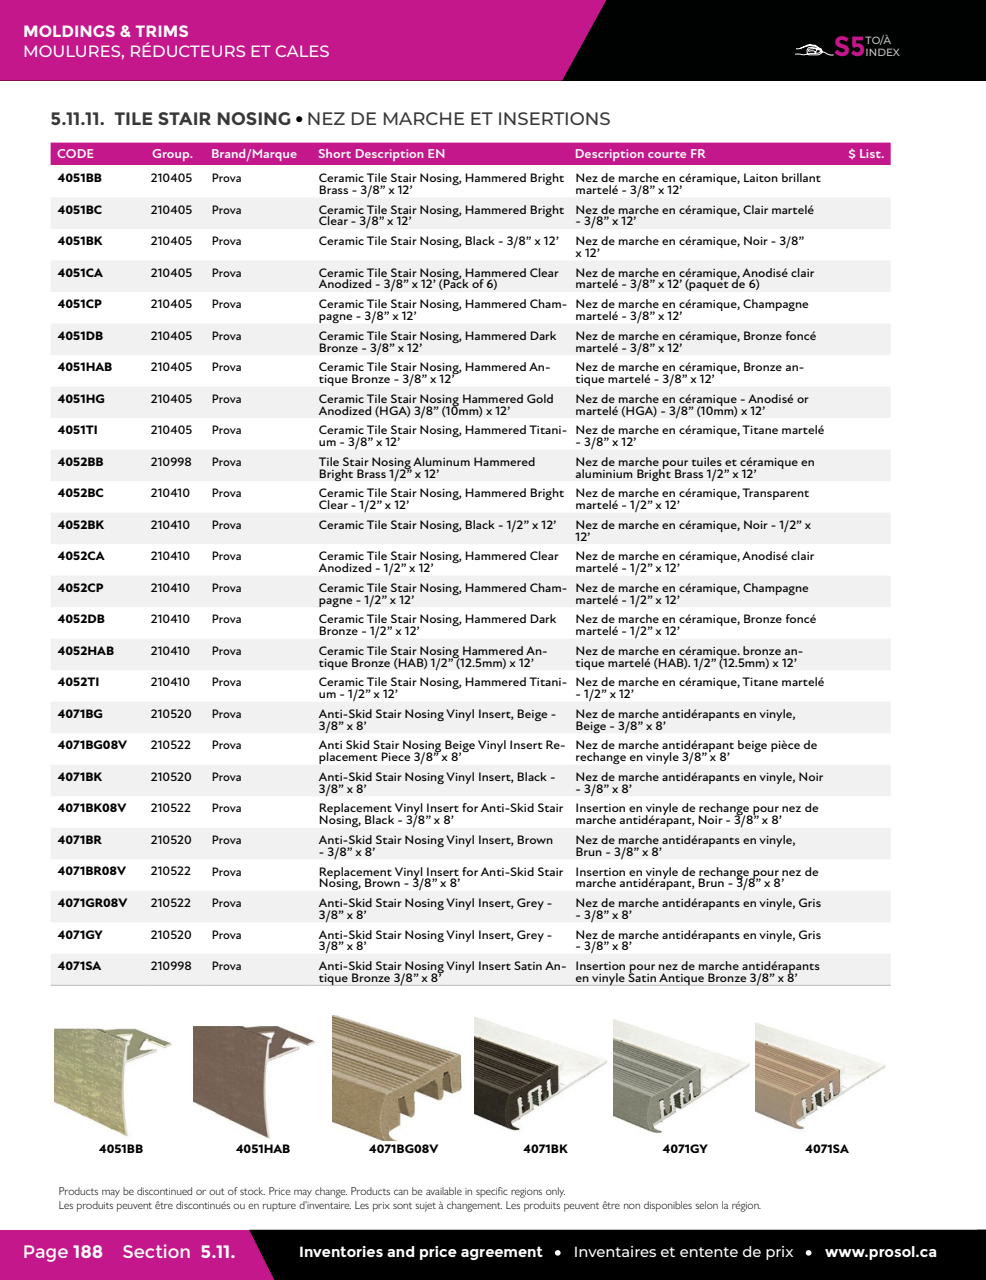 MOLDINGS & TRIMS
MOULURES, RÉDUCTEURS ET CALES
S5 TO/À INDEX
5.11.11. TILE STAIR NOSING • NEZ DE MARCHE ET INSERTIONS
CODE Group. Brand/Marque Short Description EN Description courte FR $ List.
4051BB 210405 Prova Ceramic Tile Stair Nosing, Hammered Bright Nez de marche en céramique, Laiton brillant
Brass - 3/8” x 12’ martelé - 3/8” x 12’
4051BC 210405 Prova Ceramic Tile Stair Nosing, Hammered Bright Nez de marche en céramique, Clair martelé
Clear - 3/8” x 12’ - 3/8” x 12’
4051BK 210405 Prova Ceramic Tile Stair Nosing, Black - 3/8” x 12’ Nez de marche en céramique, Noir - 3/8”
x 12’
4051CA 210405 Prova Ceramic Tile Stair Nosing, Hammered Clear Nez de marche en céramique, Anodisé clair
Anodized - 3/8” x 12’ (Pack of 6) martelé - 3/8” x 12’ (paquet de 6)
4051CP 210405 Prova Ceramic Tile Stair Nosing, Hammered Cham- Nez de marche en céramique, Champagne
pagne - 3/8” x 12’ martelé - 3/8” x 12’
4051DB 210405 Prova Ceramic Tile Stair Nosing, Hammered Dark Nez de marche en céramique, Bronze foncé
Bronze - 3/8” x 12’ martelé - 3/8” x 12’
4051HAB 210405 Prova Ceramic Tile Stair Nosing, Hammered An- Nez de marche en céramique, Bronze an-
tique Bronze - 3/8” x 12’ tique martelé - 3/8” x 12’
4051HG 210405 Prova Ceramic Tile Stair Nosing Hammered Gold Nez de marche en céramique - Anodisé or
Anodized (HGA) 3/8” (10mm) x 12’ martelé (HGA) - 3/8” (10mm) x 12’
4051TI 210405 Prova Ceramic Tile Stair Nosing, Hammered Titani- Nez de marche en céramique, Titane martelé
um - 3/8” x 12’ - 3/8” x 12’
4052BB 210998 Prova Tile Stair Nosing Aluminum Hammered Nez de marche pour tuiles et céramique en
Bright Brass 1/2” x 12’ aluminium Bright Brass 1/2” x 12’
4052BC 210410 Prova Ceramic Tile Stair Nosing, Hammered Bright Nez de marche en céramique, Transparent
Clear - 1/2” x 12’ martelé - 1/2” x 12’
4052BK 210410 Prova Ceramic Tile Stair Nosing, Black - 1/2” x 12’ Nez de marche en céramique, Noir - 1/2” x
12’
4052CA 210410 Prova Ceramic Tile Stair Nosing, Hammered Clear Nez de marche en céramique, Anodisé clair
Anodized - 1/2” x 12’ martelé - 1/2” x 12’
4052CP 210410 Prova Ceramic Tile Stair Nosing, Hammered Cham- Nez de marche en céramique, Champagne
pagne - 1/2” x 12’ martelé - 1/2” x 12’
4052DB 210410 Prova Ceramic Tile Stair Nosing, Hammered Dark Nez de marche en céramique, Bronze foncé
Bronze - 1/2” x 12’ martelé - 1/2” x 12’
4052HAB 210410 Prova Ceramic Tile Stair Nosing Hammered An- Nez de marche en céramique. bronze an-
tique Bronze (HAB) 1/2” (12.5mm) x 12’ tique martelé (HAB). 1/2” (12.5mm) x 12’
4052TI 210410 Prova Ceramic Tile Stair Nosing, Hammered Titani- Nez de marche en céramique, Titane martelé
um - 1/2” x 12’ - 1/2” x 12’
4071BG 210520 Prova Anti-Skid Stair Nosing Vinyl Insert, Beige - Nez de marche antidérapants en vinyle,
3/8” x 8’ Beige - 3/8” x 8’
4071BG08V 210522 Prova Anti Skid Stair Nosing Beige Vinyl Insert Re- Nez de marche antidérapant beige pièce de
placement Piece 3/8” x 8’ rechange en vinyle 3/8” x 8’
4071BK 210520 Prova Anti-Skid Stair Nosing Vinyl Insert, Black - Nez de marche antidérapants en vinyle, Noir
3/8” x 8’ - 3/8” x 8’
4071BK08V 210522 Prova Replacement Vinyl Insert for Anti-Skid Stair Insertion en vinyle de rechange pour nez de
Nosing, Black - 3/8” x 8’ marche antidérapant, Noir - 3/8” x 8’
4071BR 210520 Prova Anti-Skid Stair Nosing Vinyl Insert, Brown Nez de marche antidérapants en vinyle,
- 3/8” x 8’ Brun - 3/8” x 8’
4071BR08V 210522 Prova Replacement Vinyl Insert for Anti-Skid Stair Insertion en vinyle de rechange pour nez de
Nosing, Brown - 3/8” x 8’ marche antidérapant, Brun - 3/8” x 8’
4071GR08V 210522 Prova Anti-Skid Stair Nosing Vinyl Insert, Grey - Nez de marche antidérapants en vinyle, Gris
3/8” x 8’ - 3/8” x 8’
4071GY 210520 Prova Anti-Skid Stair Nosing Vinyl Insert, Grey - Nez de marche antidérapants en vinyle, Gris
3/8” x 8’ - 3/8” x 8’
4071SA 210998 Prova Anti-Skid Stair Nosing Vinyl Insert Satin An- Insertion pour nez de marche antidérapants
tique Bronze 3/8” x 8’ en vinyle Satin Antique Bronze 3/8” x 8’
4051BB 4051HAB 4071BG08V 4071BK 4071GY 4071SA
Products may be discontinued or out of stock. Price may change. Products can be available in specific regions only.
Les produits peuvent être discontinués ou en rupture d’inventaire. Les prix sont sujet à changement. Les produits peuvent être non disponibles selon la région.
Page 188 Section 5.11. Inventories and price agreement • Inventaires et entente de prix • www.prosol.ca